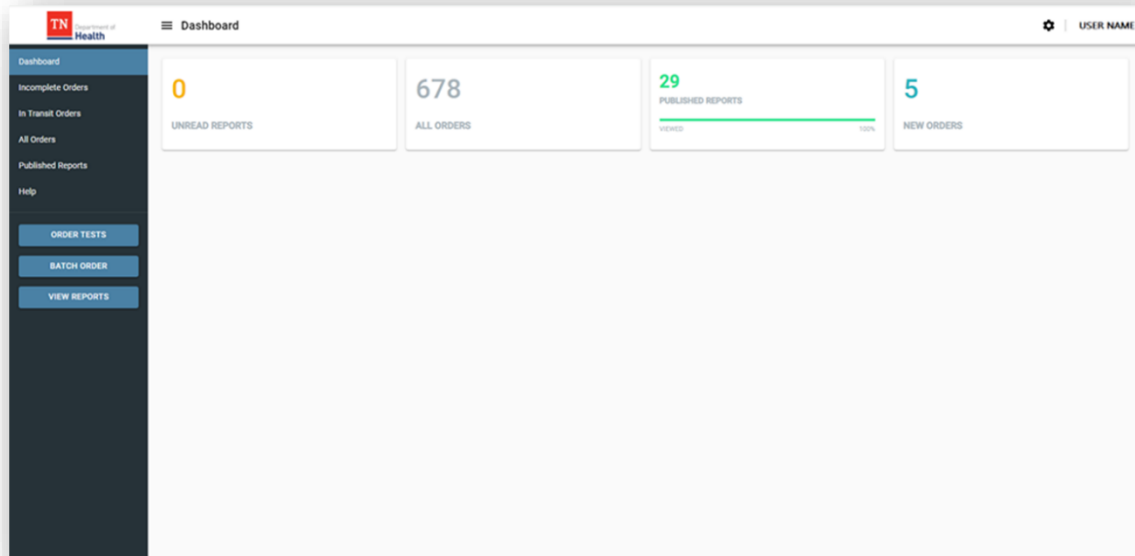 TN
Department of
Health
Dashboard
USER NAME
Dashboard
Incomplete Orders
In Transit Orders
All Orders
Published Reports
Help
ORDER TESTS
BATCH ORDER
VIEW REPORTS
0
UNREAD REPORTS
678
ALL ORDERS
29
PUBLISHED REPORTS
VIEWED 100%
5
NEW ORDERS